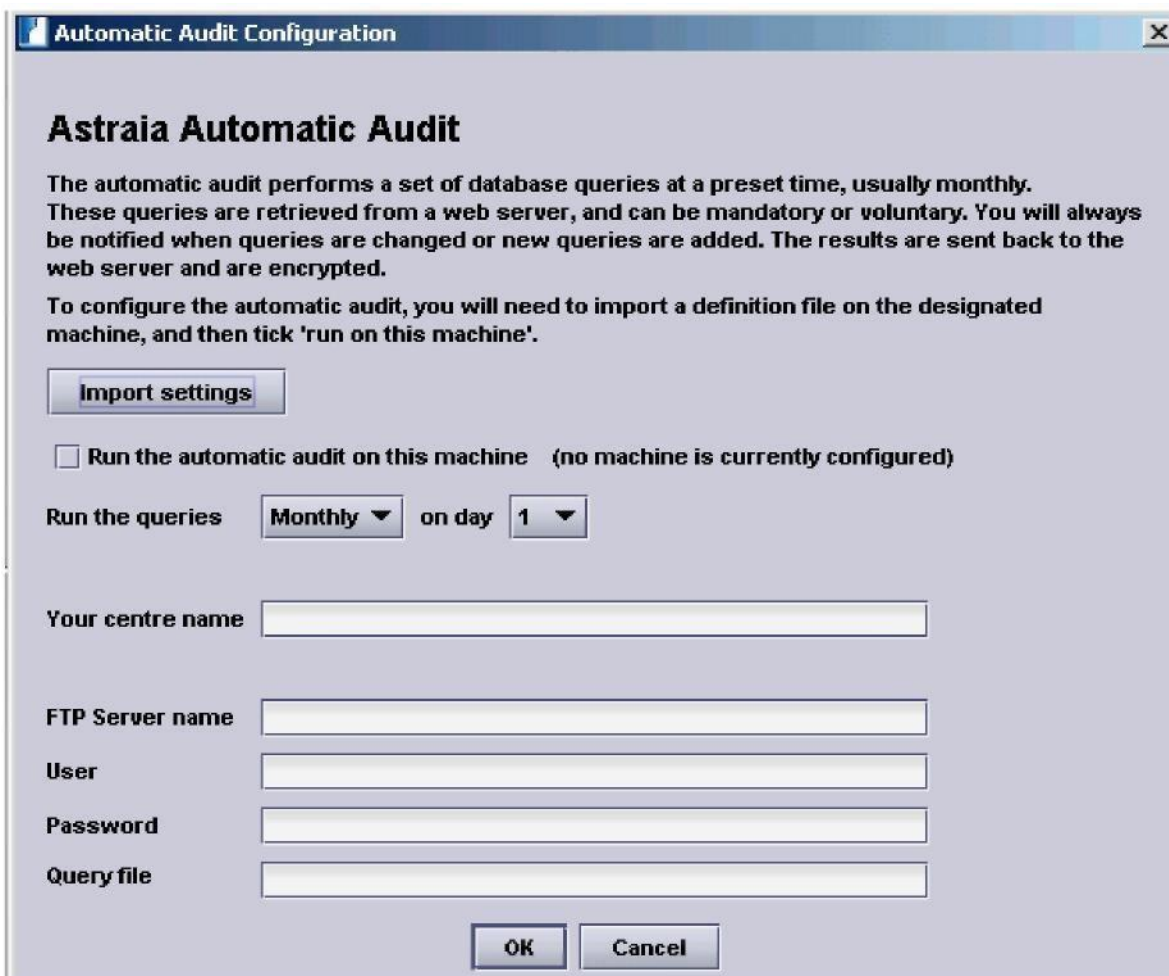 Automatic Audit Configuration
Astraia Automatic Audit
The automatic audit performs a set of database queries at a preset time, usually monthly.
These queries are retrieved from a web server, and can be mandatory or voluntary. You will always
be notified when queries are changed or new queries are added. The results are sent back to the
web server and are encrypted.
To configure the automatic audit, you will need to import a definition file on the designated
machine, and then tick 'run on this machine'.
Import settings
Run the automatic audit on this machine (no machine is currently configured)
Run the queries Monthly on day 1
Your centre name
FTP Server name
User
Password
Query file
OK Cancel